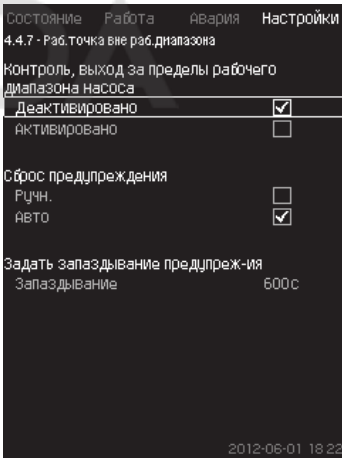 Состояние Работа Авария Настройки
4.4.7 - Раб.точка вне раб.диапазона
Контроль, выход за пределы рабочего
диапазона насоса
Деактивировано
Активировано
Сброс предупреждения
Ручн.
Авто
Задать запаздывание предупреж-ия
Запаздывание 600с
2012-06-01 18:22